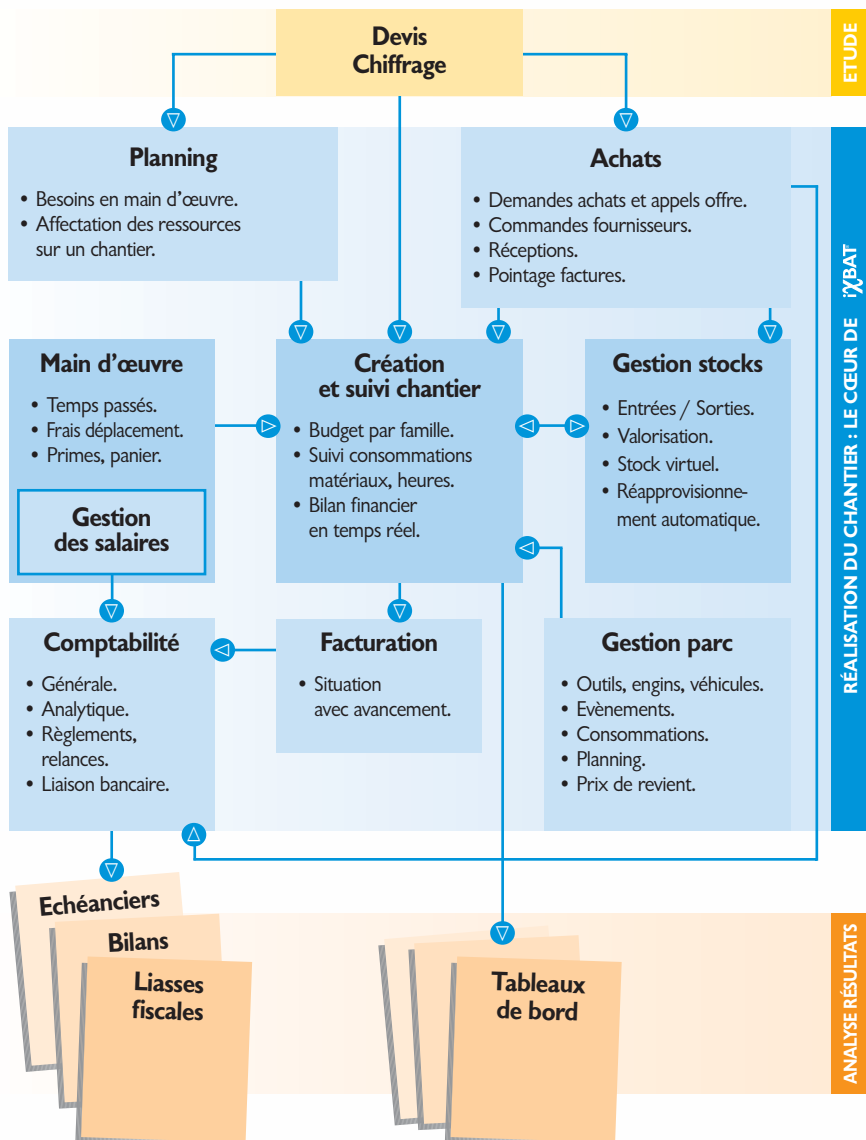 Devis
Chiffrage
ETUDE
Planning
• Besoins en main d'œuvre.
• Affectation des ressources
sur un chantier.
Achats
• Demandes achats et appels offre.
• Commandes fournisseurs.
• Réceptions.
• Pointage factures.
RÉALISATION DU CHANTIER : LE CŒUR DE iχBAT
Main d'œuvre
• Temps passés.
• Frais déplacement.
• Primes, panier.
Gestion
des salaires
Création
et suivi chantier
• Budget par famille.
• Suivi consommations
matériaux, heures.
• Bilan financier
en temps réel.
Gestion stocks
• Entrées / Sorties.
• Valorisation.
• Stock virtuel.
• Réapprovisionne-
ment automatique.
Comptabilité
• Générale.
• Analytique.
• Règlements,
relances.
• Liaison bancaire.
Facturation
• Situation
avec avancement.
Gestion parc
• Outils, engins, véhicules.
• Evènements.
• Consommations.
• Planning.
• Prix de revient.
Echéanciers
Bilans
Liasses
fiscales
Tableaux
de bord
ANALYSE RÉSULTATS